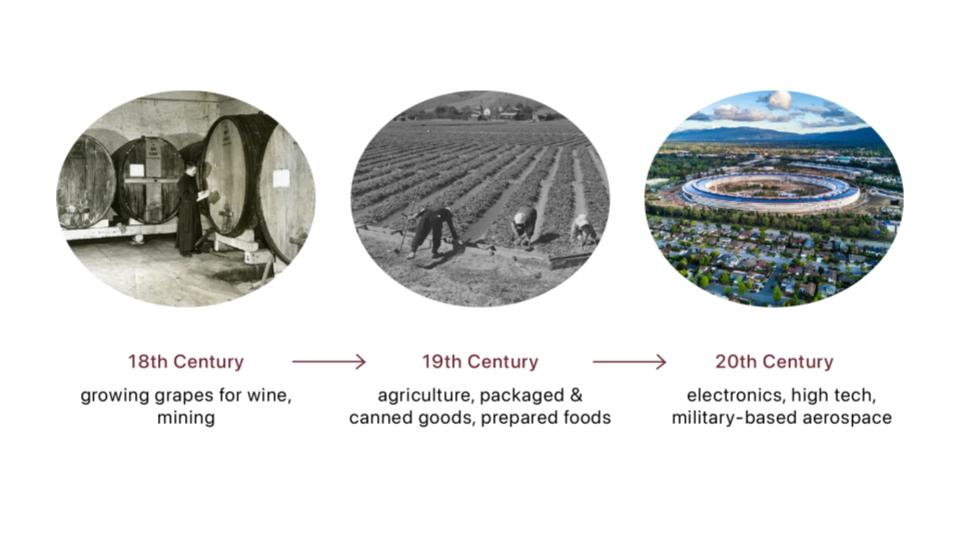 18th Century
growing grapes for wine,
mining
19th Century
agriculture, packaged &
canned goods, prepared foods
20th Century
electronics, high tech,
military-based aerospace